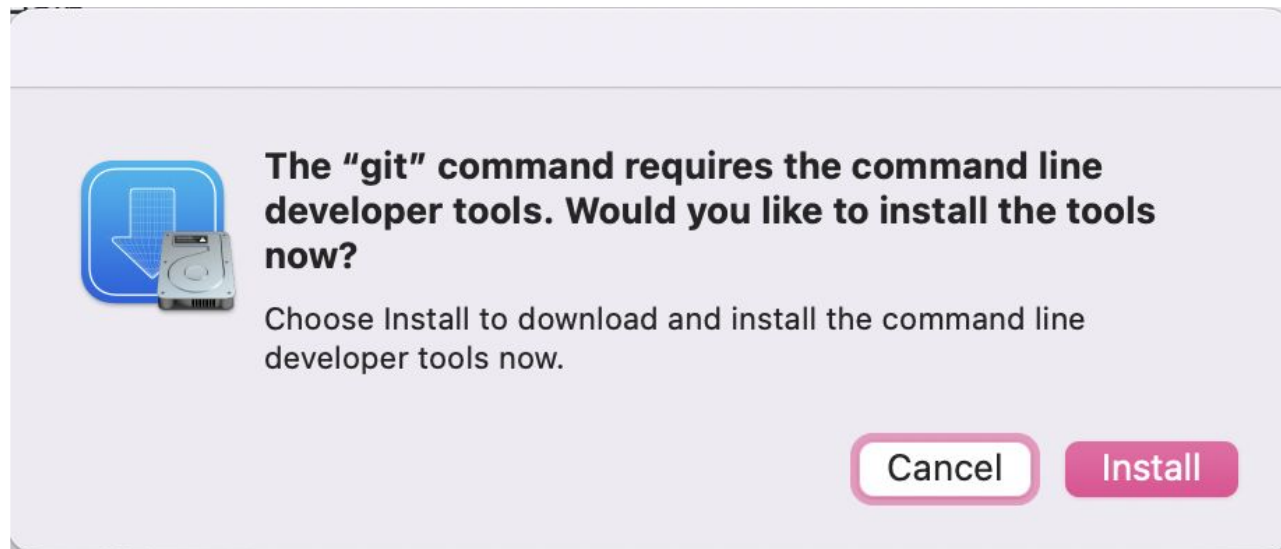 The “git” command requires the command line
developer tools. Would you like to install the tools
now?
Choose Install to download and install the command line
developer tools now.
Cancel
Install